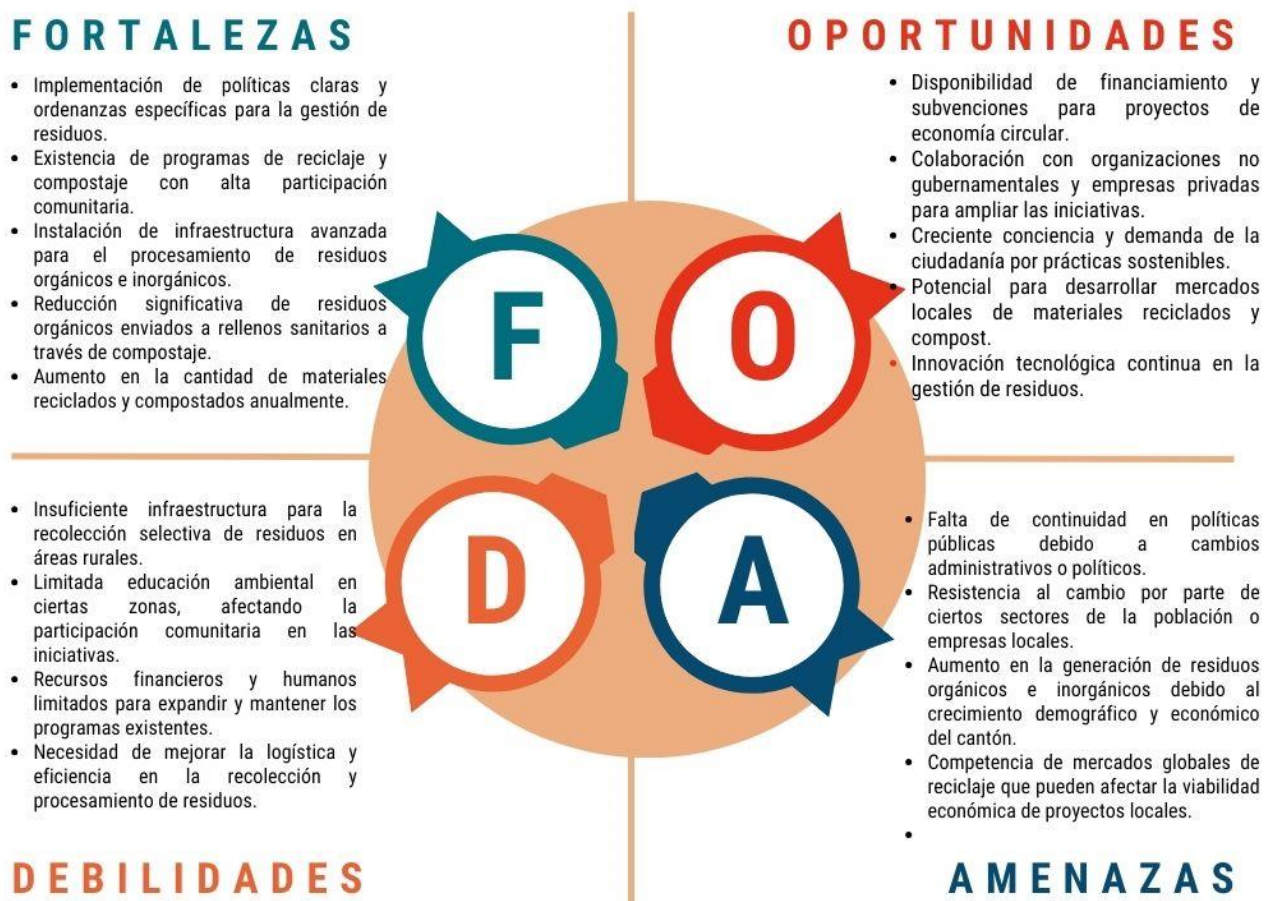 FORTALEZAS
• Implementación de políticas claras y
ordenanzas específicas para la gestión de
residuos.
• Existencia de programas de reciclaje y
compostaje con alta participación
comunitaria.
• Instalación de infraestructura avanzada
para el procesamiento de residuos
orgánicos e inorgánicos.
• Reducción significativa de residuos
orgánicos enviados a rellenos sanitarios a
través de compostaje.
• Aumento en la cantidad de materiales
reciclados y compostados anualmente.
OPORTUNIDADES
• Disponibilidad de financiamiento y
subvenciones para proyectos de
economía circular.
• Colaboración con organizaciones no
gubernamentales y empresas privadas
para ampliar las iniciativas.
• Creciente conciencia y demanda de la
ciudadanía por prácticas sostenibles.
• Potencial para desarrollar mercados
locales de materiales reciclados y
compost.
• Innovación tecnológica continua en la
gestión de residuos.
F
O
D
A
• Insuficiente infraestructura para la
recolección selectiva de residuos en
áreas rurales.
• Limitada educación ambiental en
ciertas zonas, afectando la
participación comunitaria en las
iniciativas.
• Recursos financieros y humanos
limitados para expandir y mantener los
programas existentes.
• Necesidad de mejorar la logística y
eficiencia en la recolección y
procesamiento de residuos.
DEBILIDADES
• Falta de continuidad en políticas
públicas debido a cambios
administrativos o políticos.
• Resistencia al cambio por parte de
ciertos sectores de la población o
empresas locales.
• Aumento en la generación de residuos
orgánicos e inorgánicos debido al
crecimiento demográfico y económico
del cantón.
• Competencia de mercados globales de
reciclaje que pueden afectar la viabilidad
económica de proyectos locales.
•
AMENAZAS